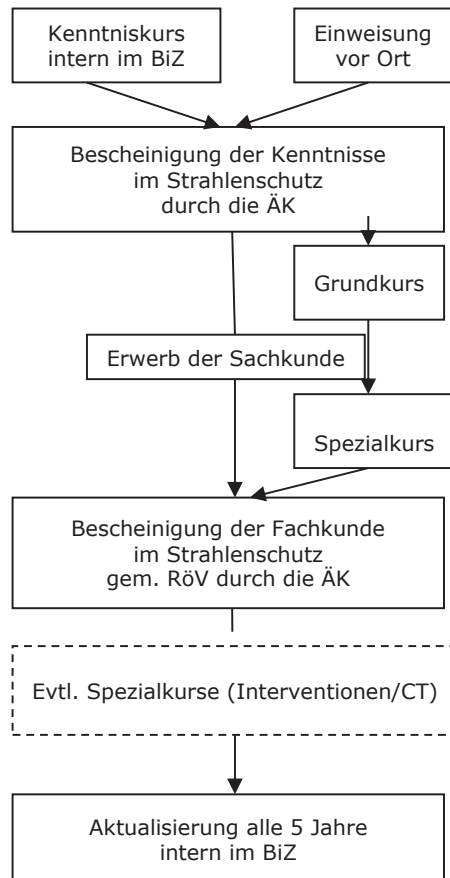 Kenntniskurs
intern im BiZ
Einweisung
vor Ort
Bescheinigung der Kenntnisse
im Strahlenschutz
durch die ÄK
Grundkurs
Erwerb der Sachkunde
Spezialkurs
Bescheinigung der Fachkunde
im Strahlenschutz
gem. RöV durch die ÄK
Evtl. Spezialkurse (Interventionen/CT)
Aktualisierung alle 5 Jahre
intern im BiZ